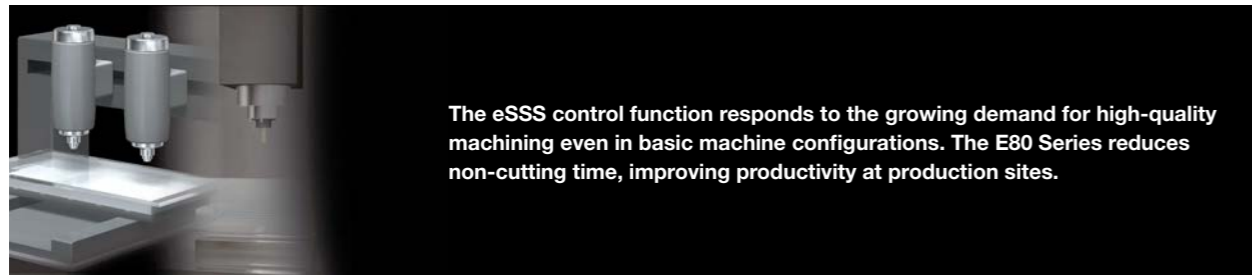 The eSSS control function responds to the growing demand for high-quality
machining even in basic machine configurations. The E80 Series reduces
non-cutting time, improving productivity at production sites.